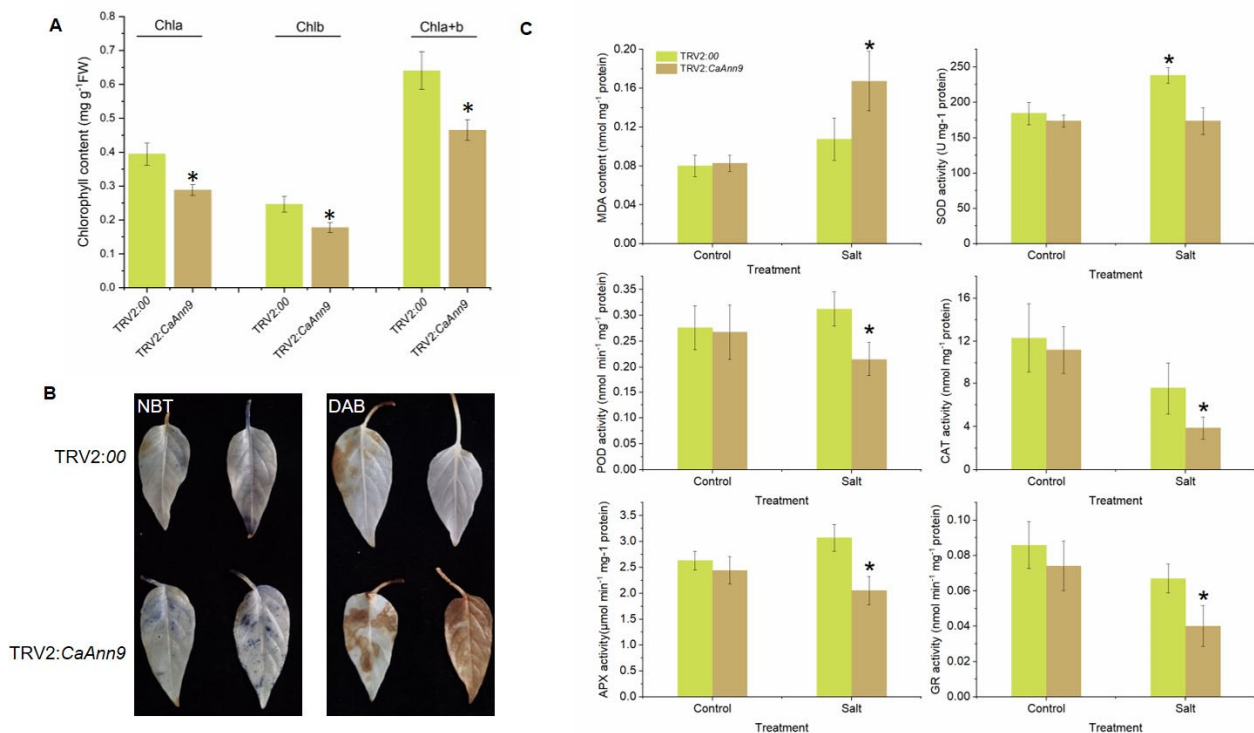 A
Chla
Chlb
Chla+b
Chlorophyll content (mg g⁻¹FW)
0.8
0.7
0.6
0.5
0.4
0.3
0.2
0.1
0.0
TRV2:00
TRV2:CaAnn9
TRV2:00
TRV2:CaAnn9
TRV2:00
TRV2:CaAnn9
*
*
*
B
NBT
DAB
TRV2:00
TRV2:CaAnn9
C
TRV2:00
TRV2:CaAnn9
MDA content (nmol mg⁻¹ protein)
0.20
0.16
0.12
0.08
0.04
0.00
*
Control
Salt
Treatment
SOD activity (U mg-1 protein)
250
200
150
100
50
0
*
Control
Salt
Treatment
POD activity (nmol min⁻¹ mg⁻¹ protein)
0.35
0.30
0.25
0.20
0.15
0.10
0.05
0.00
*
Control
Salt
Treatment
CAT activity (nmol mg⁻¹ protein)
16
12
8
4
0
*
Control
Salt
Treatment
APX activity(μmol min⁻¹ mg-1 protein)
3.5
3.0
2.5
2.0
1.5
1.0
0.5
0.0
*
Control
Salt
Treatment
GR activity (nmol min⁻¹ mg⁻¹ protein)
0.10
0.08
0.06
0.04
0.02
0.00
*
Control
Salt
Treatment